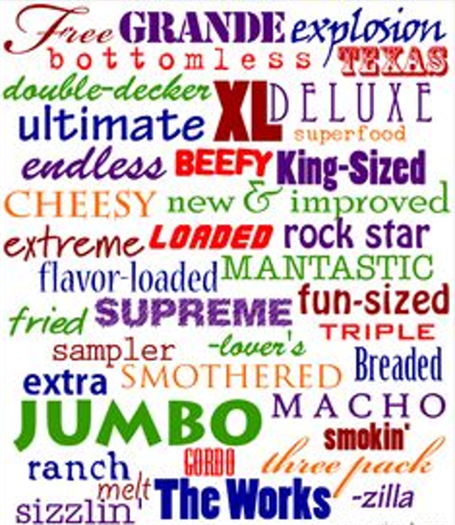 Free GRANDE explosion
bottomless TEXAS
double-decker XL DELUXE
ultimate superfood
endless BEEFY King-Sized
CHEESY new & improved
extreme LOADED rock star
flavor-loaded MANTASTIC
fried SUPREME fun-sized
TRIPLE
sampler -lover's Breaded
extra SMOTHERED
JUMBO MACHO
smokin'
ranch GORDO three pack
melt The Works -zilla
sizzlin'